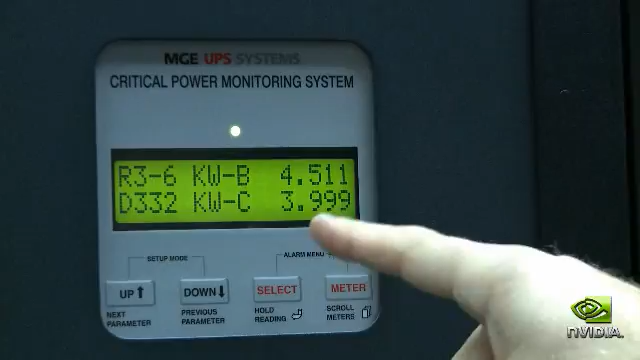 MGE UPS SYSTEMS
CRITICAL POWER MONITORING SYSTEM
R3-6 KW-B 4.511
D332 KW-C 3.999
SETUP MODE
ALARM MENU
UP↑
DOWN↓
SELECT
METER
NEXT PARAMETER
PREVIOUS PARAMETER
HOLD READING
SCROLL METERS
NVIDIA